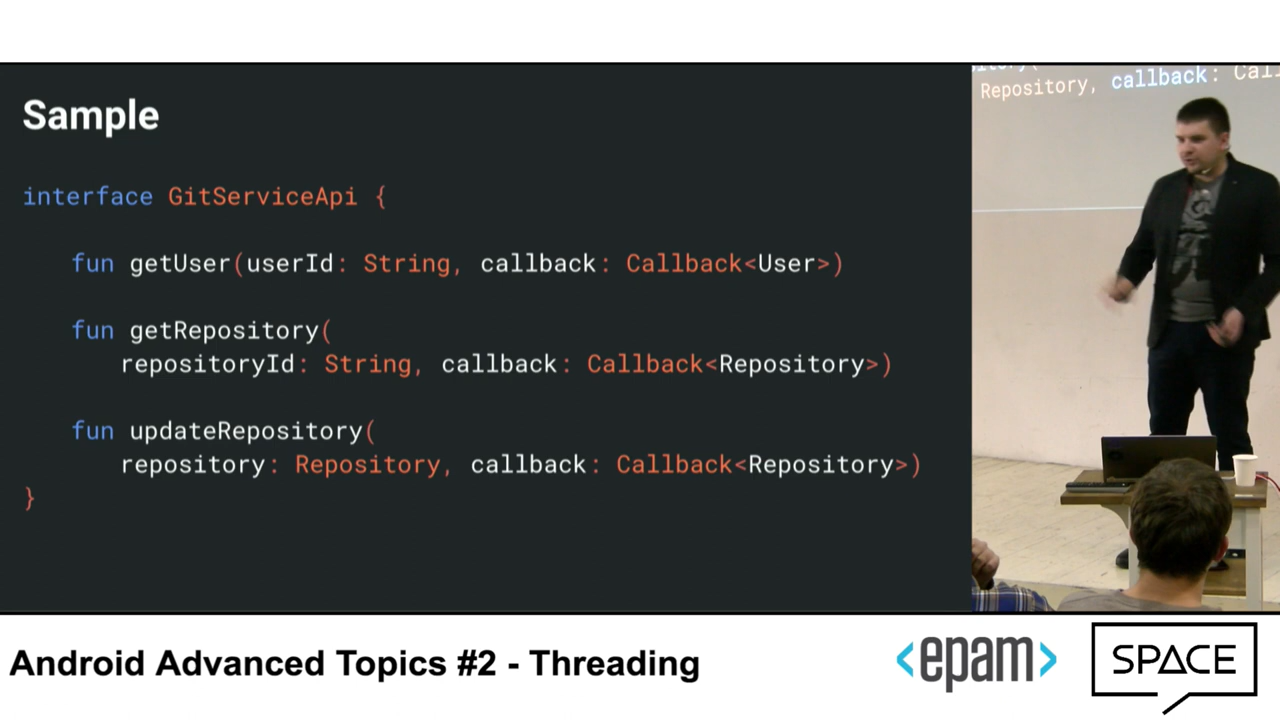 Sample
interface GitServiceApi {
fun getUser(userId: String, callback: Callback<User>)
fun getRepository(
repositoryId: String, callback: Callback<Repository>)
fun updateRepository(
repository: Repository, callback: Callback<Repository>)
}
Repository, callback: Call
Android Advanced Topics #2 - Threading
<epam>
SPACE